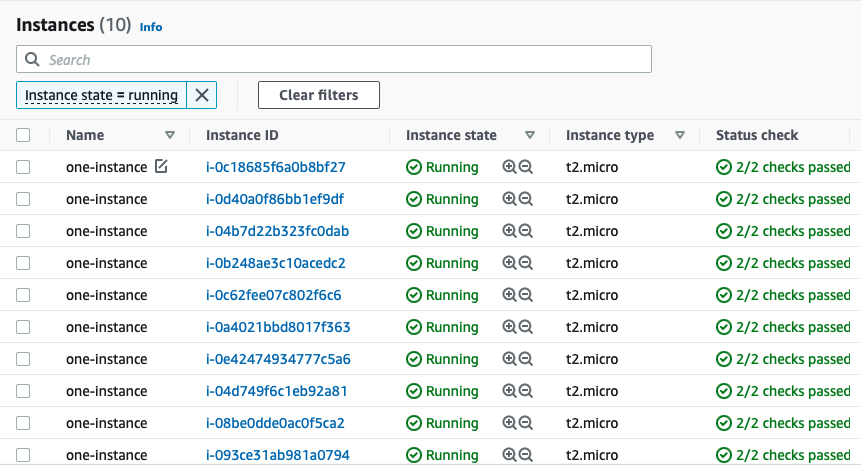 Instances (10) Info
Search
Instance state = running
Clear filters
Name Instance ID Instance state Instance type Status check
one-instance i-0c18685f6a0b8bf27 Running t2.micro 2/2 checks passed
one-instance i-0d40a0f86bb1ef9df Running t2.micro 2/2 checks passed
one-instance i-04b7d22b323fc0dab Running t2.micro 2/2 checks passed
one-instance i-0b248ae3c10acedc2 Running t2.micro 2/2 checks passed
one-instance i-0c62fee07c802f6c6 Running t2.micro 2/2 checks passed
one-instance i-0a4021bbd8017f363 Running t2.micro 2/2 checks passed
one-instance i-0e42474934777c5a6 Running t2.micro 2/2 checks passed
one-instance i-04d749f6c1eb92a81 Running t2.micro 2/2 checks passed
one-instance i-08be0dde0ac0f5ca2 Running t2.micro 2/2 checks passed
one-instance i-093ce31ab981a0794 Running t2.micro 2/2 checks passed